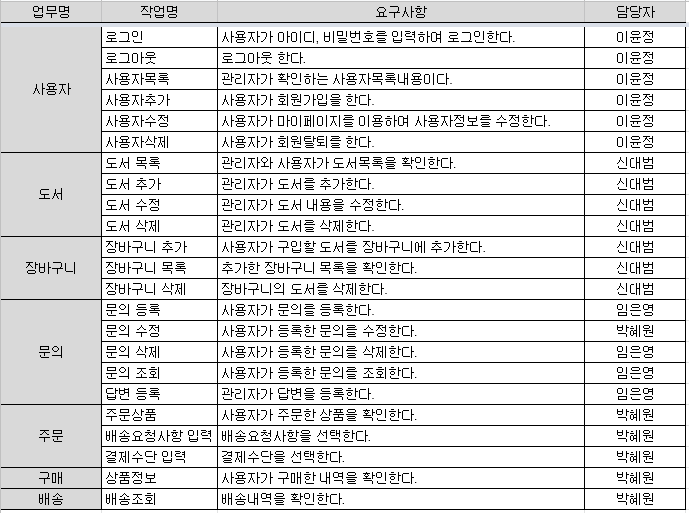 업무명 작업명 요구사항 담당자
로그인 사용자가 아이디, 비밀번호를 입력하여 로그인한다. 이윤정
로그아웃 로그아웃 한다. 이윤정
사용자목록 관리자가 확인하는 사용자목록내용이다. 이윤정
사용자 사용자추가 사용자가 회원가입을 한다. 이윤정
사용자수정 사용자가 마이페이지를 이용하여 사용자정보를 수정한다. 이윤정
사용자삭제 사용자가 회원탈퇴를 한다. 이윤정
도서 목록 관리자와 사용자가 도서목록을 확인한다. 신대범
도서 도서 추가 관리자가 도서를 추가한다. 신대범
도서 수정 관리자가 도서 내용을 수정한다. 신대범
도서 삭제 관리자가 도서를 삭제한다. 신대범
장바구니 추가 사용자가 구입할 도서를 장바구니에 추가한다. 신대범
장바구니 장바구니 목록 추가한 장바구니 목록을 확인한다. 신대범
장바구니 삭제 장바구니의 도서를 삭제한다. 신대범
문의 등록 사용자가 문의를 등록한다. 임은영
문의 수정 사용자가 등록한 문의를 수정한다. 박혜원
문의 문의 삭제 사용자가 등록한 문의를 삭제한다. 임은영
문의 조회 사용자가 등록한 문의를 조회한다. 임은영
답변 등록 관리자가 답변을 등록한다. 임은영
주문상품 사용자가 주문한 상품을 확인한다. 박혜원
주문 배송요청사항 입력 배송요청사항을 선택한다. 박혜원
결제수단 입력 결제수단을 선택한다. 박혜원
구매 상품정보 사용자가 구매한 내역을 확인한다. 박혜원
배송 배송조회 배송내역을 확인한다. 박혜원